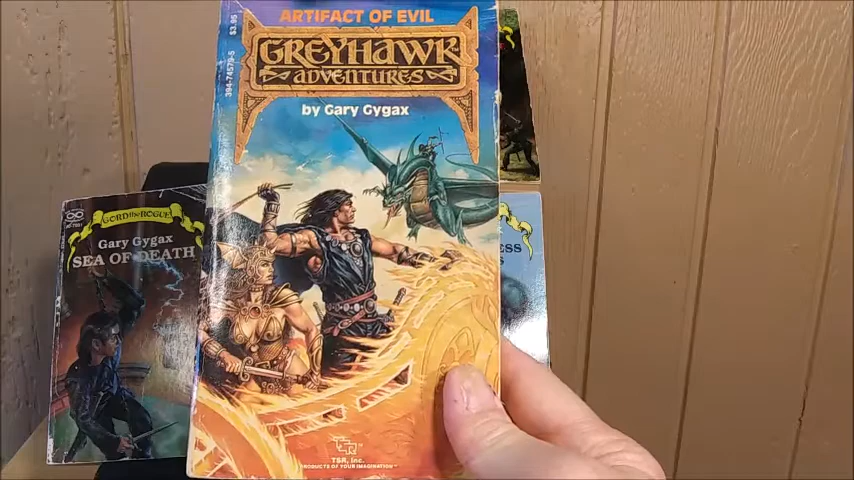 ARTIFACT OF EVIL
GREYHAWK
ADVENTURES
by Gary Gygax
$3.95
394-74579-5
TSR, Inc.
PRODUCTS OF YOUR IMAGINATION
GORD the ROGUE
Gary Gygax
SEA OF DEATH
ESS